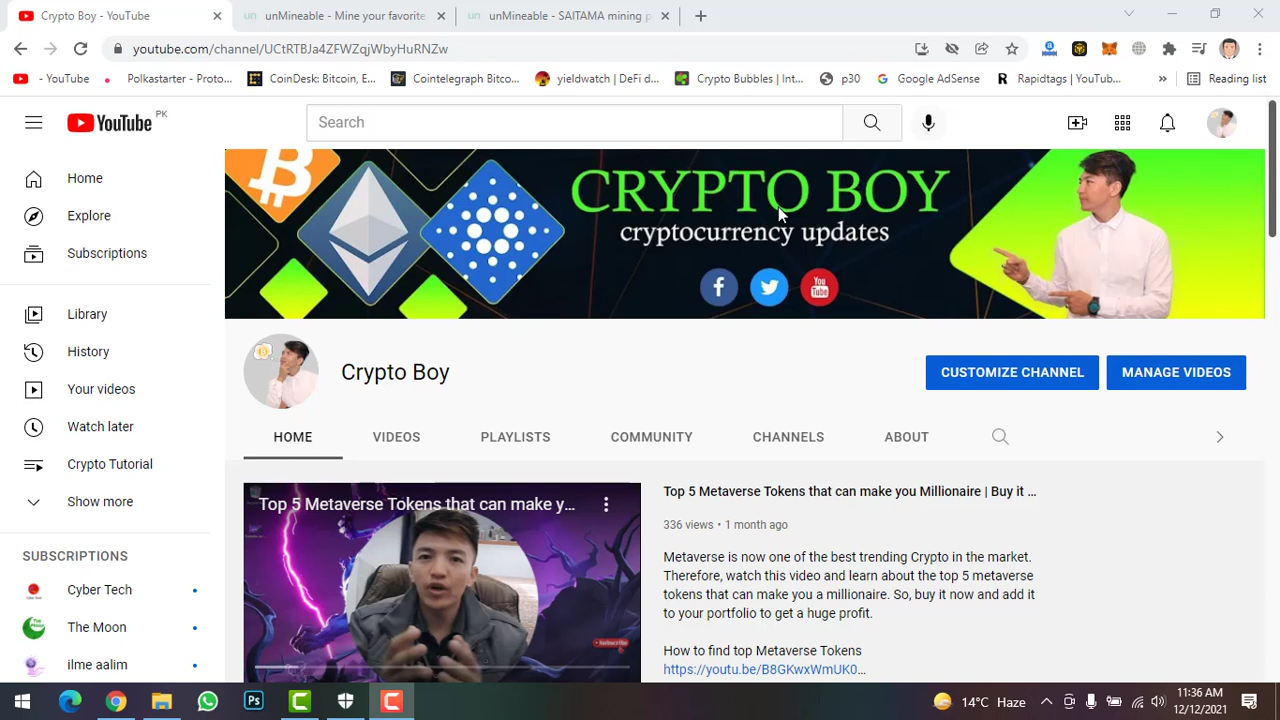 Crypto Boy - YouTube
unMineable - Mine your favorite
unMineable - SAITAMA mining p
youtube.com/channel/UCtRTBJa4ZFWZqjWbyHuRNZw
- YouTube
Polkastarter - Proto...
CoinDesk: Bitcoin, E...
Cointelegraph Bitco...
yieldwatch | DeFi d...
Crypto Bubbles | Int...
p30
Google AdSense
Rapidtags | YouTub...
»
Reading list
YouTube PK
Search
Home
Explore
Subscriptions
Library
History
Your videos
Watch later
Crypto Tutorial
Show more
SUBSCRIPTIONS
Cyber Tech
The Moon
ilme aalim
CRYPTO BOY
cryptocurrency updates
You
Tube
Crypto Boy
CUSTOMIZE CHANNEL
MANAGE VIDEOS
HOME
VIDEOS
PLAYLISTS
COMMUNITY
CHANNELS
ABOUT
Top 5 Metaverse Tokens that can make y...
Subscribe
Top 5 Metaverse Tokens that can make you Millionaire | Buy it ...
336 views • 1 month ago
Metaverse is now one of the best trending Crypto in the market.
Therefore, watch this video and learn about the top 5 metaverse
tokens that can make you a millionaire. So, buy it now and add it
to your portfolio to get a huge profit.
How to find top Metaverse Tokens
https://youtu.be/B8GKwxWmUK0...
14°C Haze
11:36 AM
12/12/2021